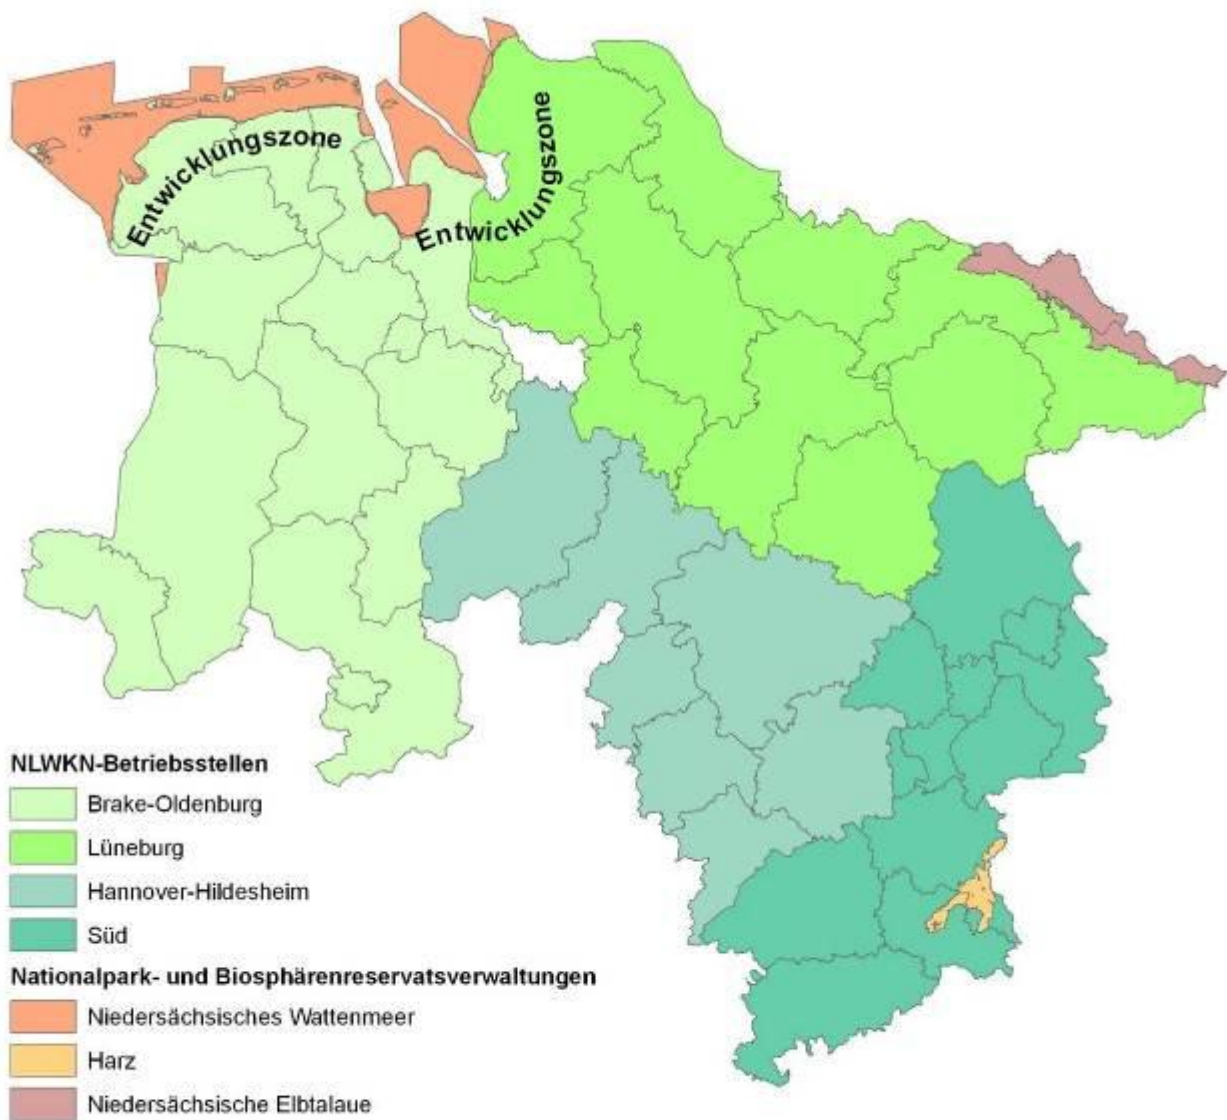 Entwicklungszone
Entwicklungszone
NLWKN-Betriebsstellen
Brake-Oldenburg
Lüneburg
Hannover-Hildesheim
Süd
Nationalpark- und Biosphärenreservatsverwaltungen
Niedersächsisches Wattenmeer
Harz
Niedersächsische Elbtalaue